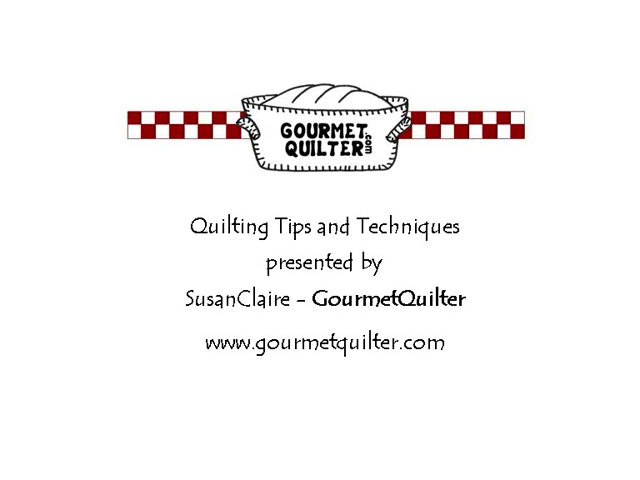 GOURMET
QUILTER.com
Quilting Tips and Techniques
presented by
SusanClaire - GourmetQuilter
www.gourmetquilter.com